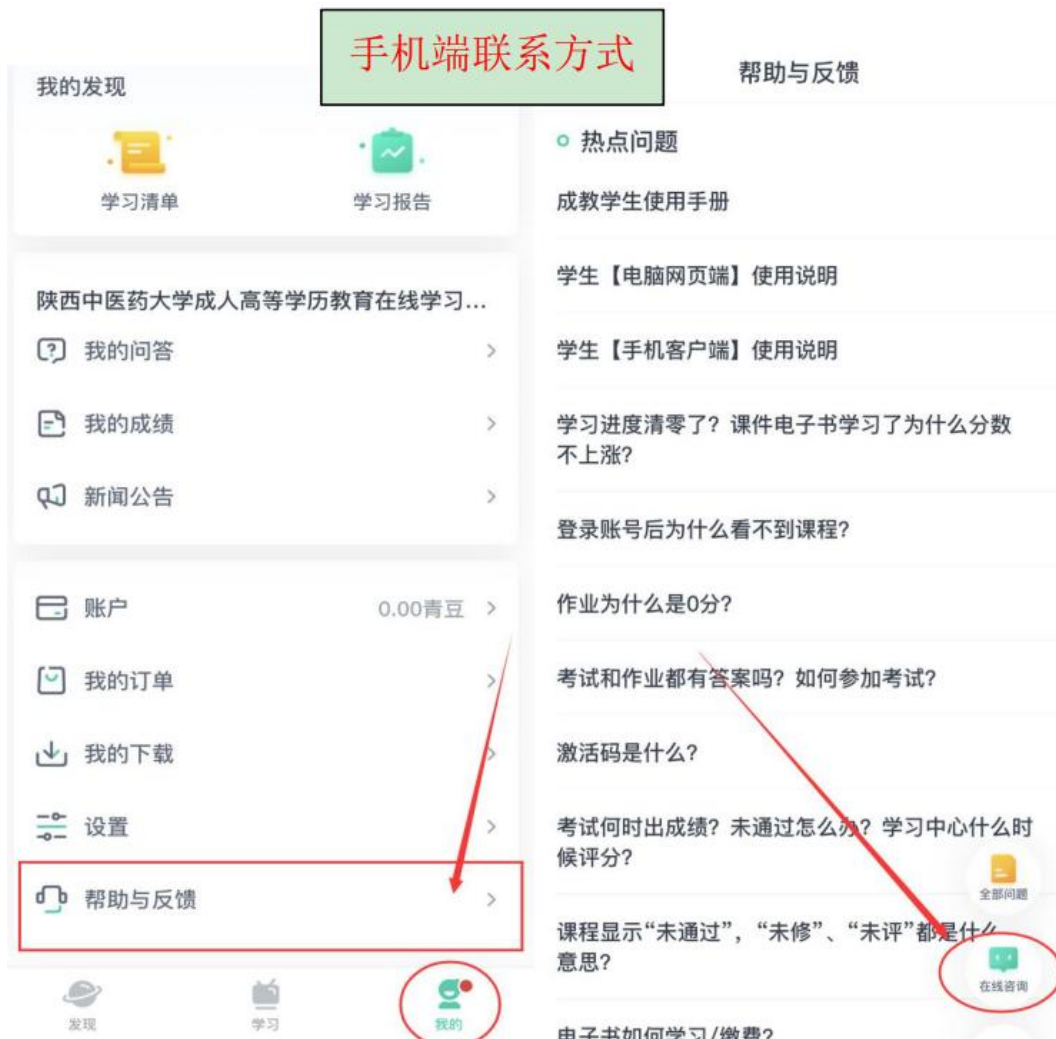 手机端联系方式
我的发现
学习清单
学习报告
陕西中医药大学成人高等学历教育在线学习...
我的问答
我的成绩
新闻公告
账户
0.00青豆
我的订单
我的下载
设置
帮助与反馈
发现
学习
我的
帮助与反馈
热点问题
成教学生使用手册
学生【电脑网页端】使用说明
学生【手机客户端】使用说明
学习进度清零了？课件电子书学习了为什么分数
不上涨？
登录账号后为什么看不到课程？
作业为什么是0分？
考试和作业都有答案吗？如何参加考试？
激活码是什么？
考试何时出成绩？未通过怎么办？学习中心什么时
候评分？
全部问题
课程显示“未通过”，“未修”、“未评”都是什么
意思？
在线咨询
电子书如何学习/缴费？